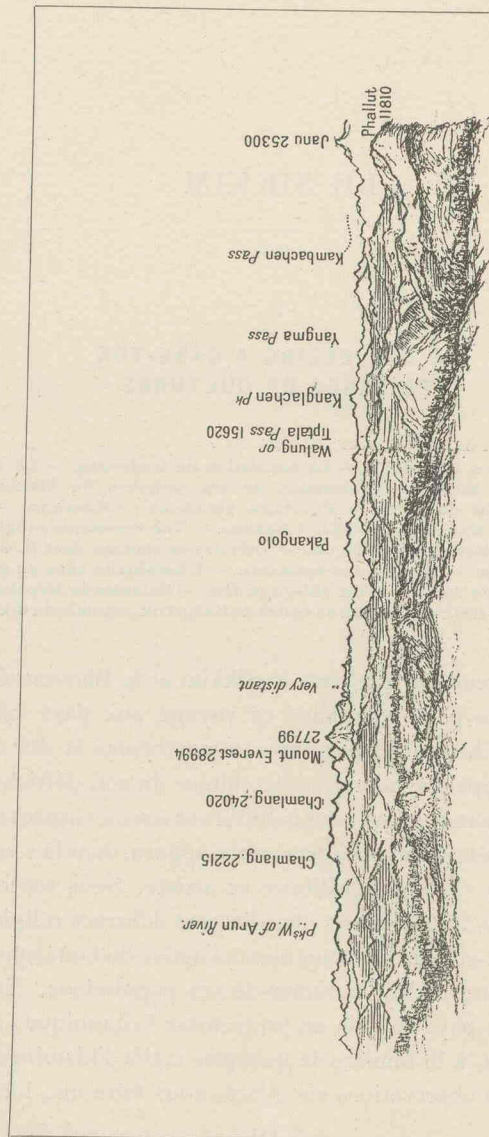 Pks W. of Arun River.
Chamlang.22215
Chamlang,24020
Mount Everest 28994
27799
Very distant
Pakangolo
Walung or
Tiptala Pass 15620
Kanglachen Pk
Yangma Pass
Kambachen Pass
Janu 25300
Phallut
11810